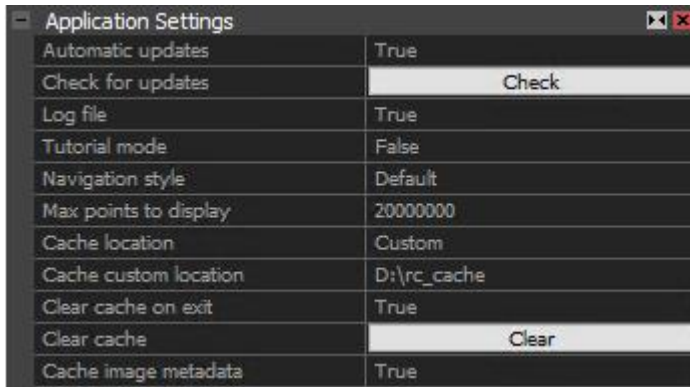 Application Settings
Automatic updates True
Check for updates Check
Log file True
Tutorial mode False
Navigation style Default
Max points to display 20000000
Cache location Custom
Cache custom location D:\rc_cache
Clear cache on exit True
Clear cache Clear
Cache image metadata True